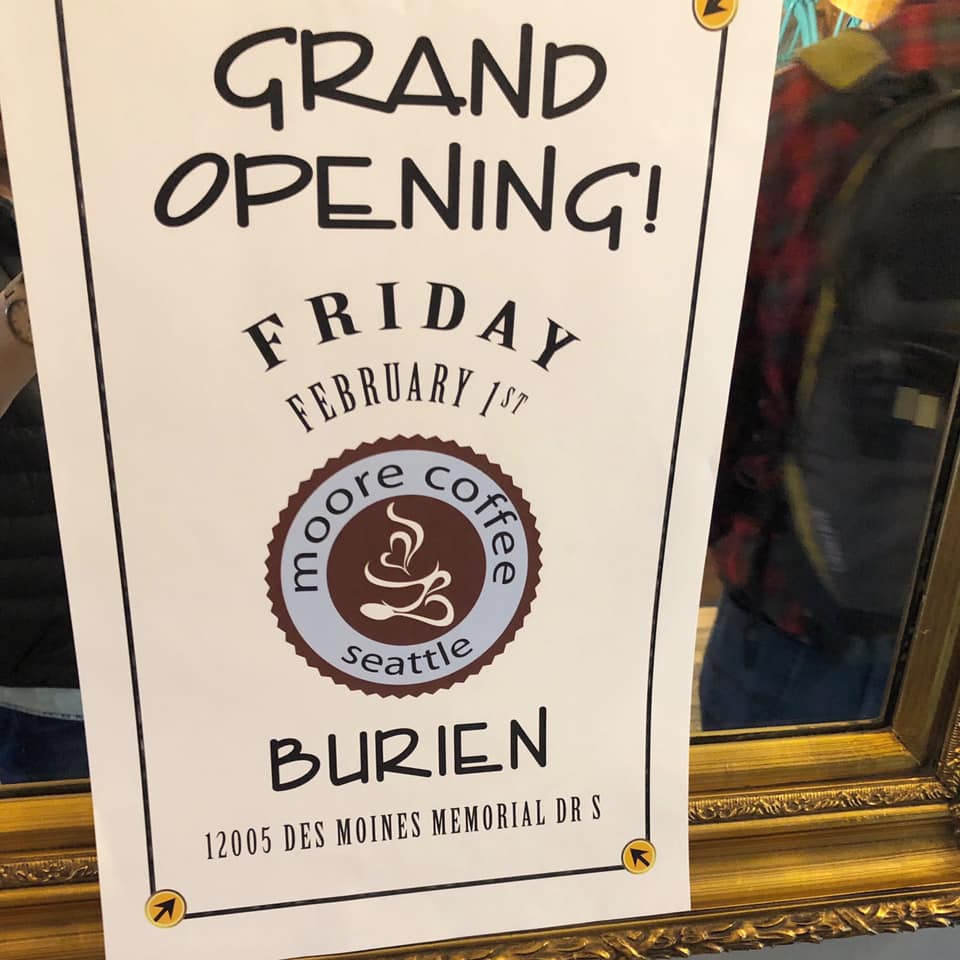 GRAND
OPENING!
FRIDAY
FEBRUARY 1ST
moore coffee
seattle
BURIEN
12005 DES MOINES MEMORIAL DR S